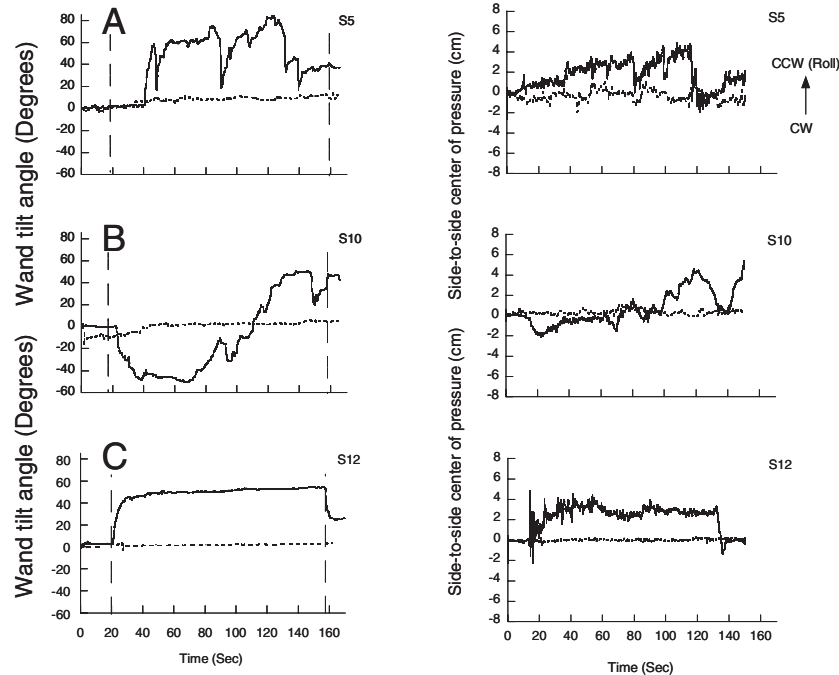 A
S5
80
60
40
20
0
-20
-40
-60
Wand tilt angle (Degrees)
B
S10
80
60
40
20
0
-20
-40
-60
Wand tilt angle (Degrees)
C
S12
80
60
40
20
0
-20
-40
-60
0 20 40 60 80 100 120 140 160
Time (Sec)
S5
8
6
4
2
0
-2
-4
-6
-8
Side-to-side center of pressure (cm)
CCW (Roll)
CW
S10
8
6
4
2
0
-2
-4
-6
-8
Side-to-side center of pressure (cm)
S12
8
6
4
2
0
-2
-4
-6
-8
0 20 40 60 80 100 120 140 160
Time (Sec)